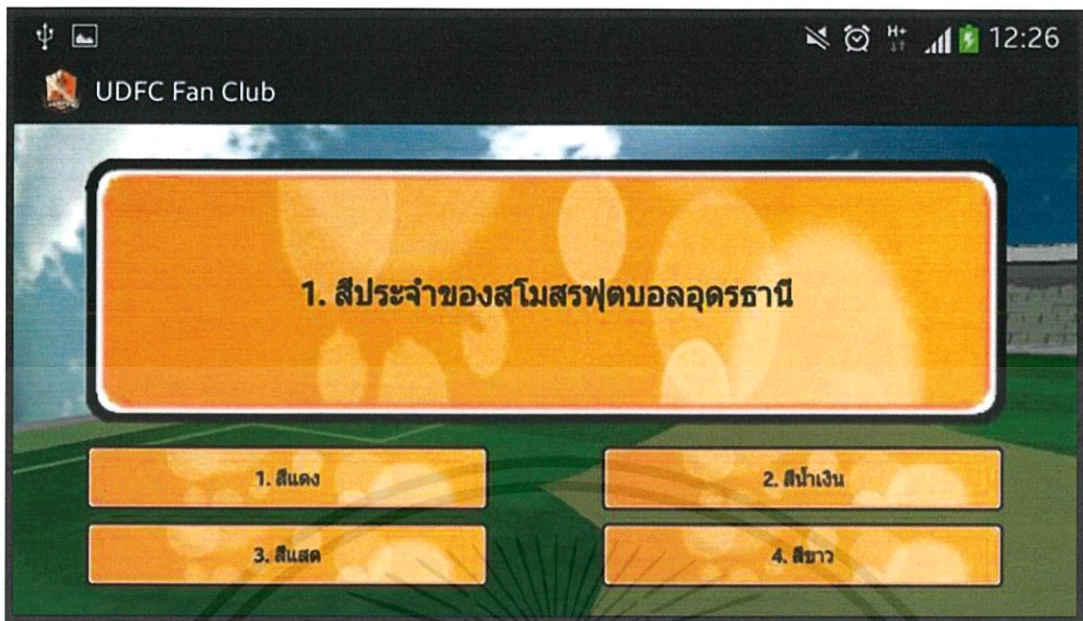 H+ 12:26
UDFC Fan Club
1. สีประจำของสโมสรฟุตบอลอุดรธานี
1. สีแดง 2. สีน้ำเงิน
3. สีแสด 4. สีขาว